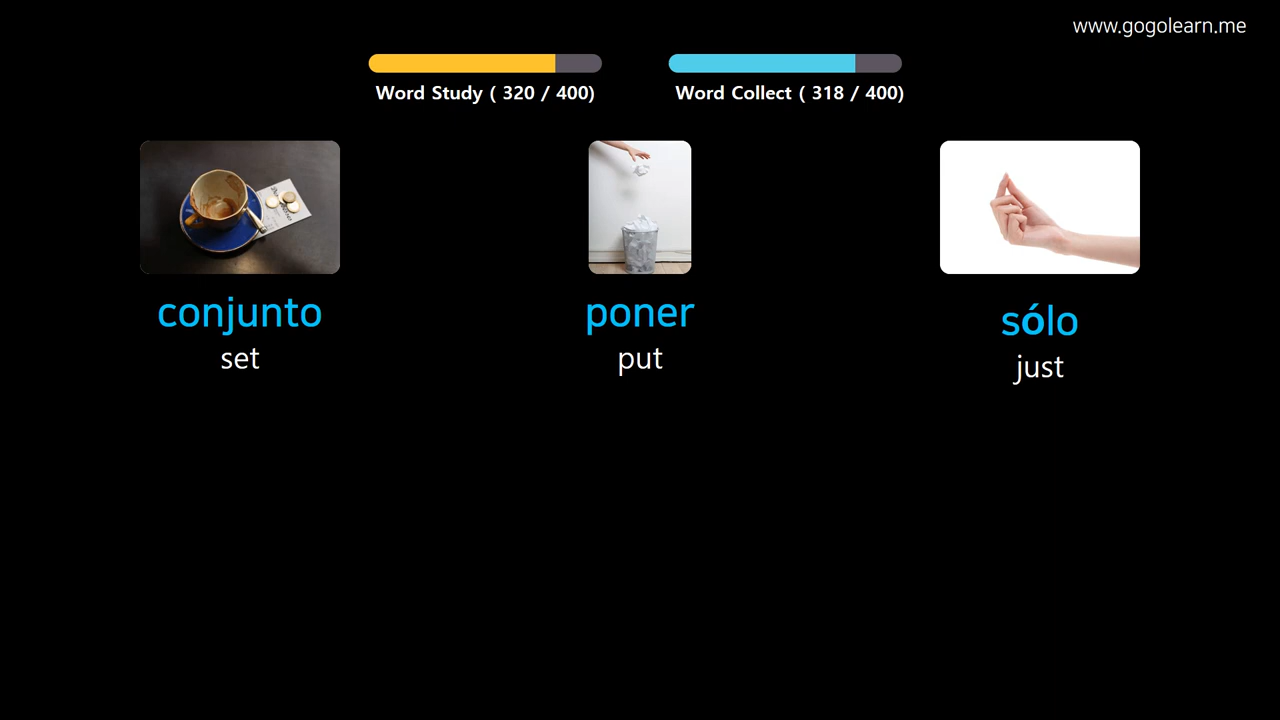 www.gogolearn.me
Word Study ( 320 / 400)
Word Collect ( 318 / 400)
conjunto
set
poner
put
sólo
just